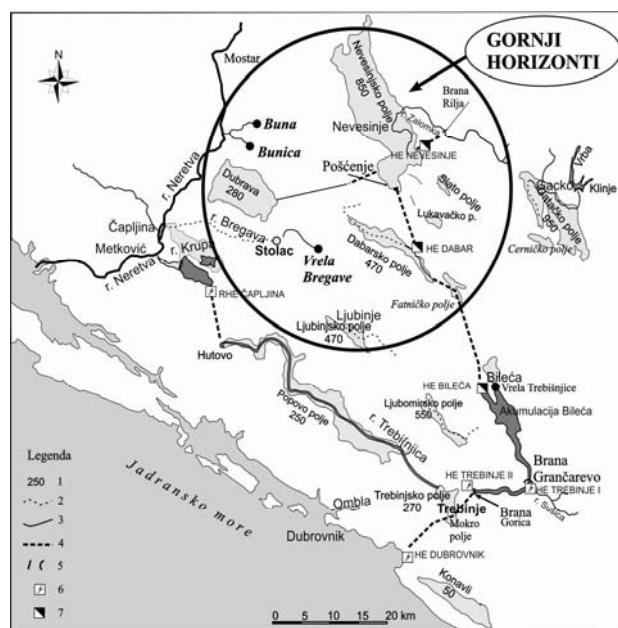 GORNJI
HORIZONTI
N
Mostar
Brana
Rilja
Nevesinjsko polje
850
r. Zalomka
Buna
Bunica
Nevesinje
HE NEVESINJE
Pošćenje
Vrba
Gacko
Klinje
Gatačko polje
950
Cerničko polje
Dubrava
280
Slato polje
Lukavačko p.
r. Neretva
Čapljina
r. Bregava
Metković
r. Krupa
Stolac
Vrela
Bregave
Dabarsko polje
470
HE DABAR
r. Neretva
RHE ČAPLJINA
Fatničko polje
Ljubinje
Ljubinjsko polje
470
Hutovo
Bileća
HE BILEĆA
Vrela Trebišnjice
Akumulacija Bileća
Popovo polje
250
Ljubomirsko polje
550
r. Trebišnjica
Brana
Grančarevo
HE TREBINJE II
HE TREBINJE I
r. Sušica
Trebinjsko polje
270
Trebinje
Brana
Gorica
Mokro
polje
Jadransko more
Ombla
Dubrovnik
HE DUBROVNIK
Konavli
50
Legenda
250 1
2
3
4
5
6
7
0 5 10 15 20 km